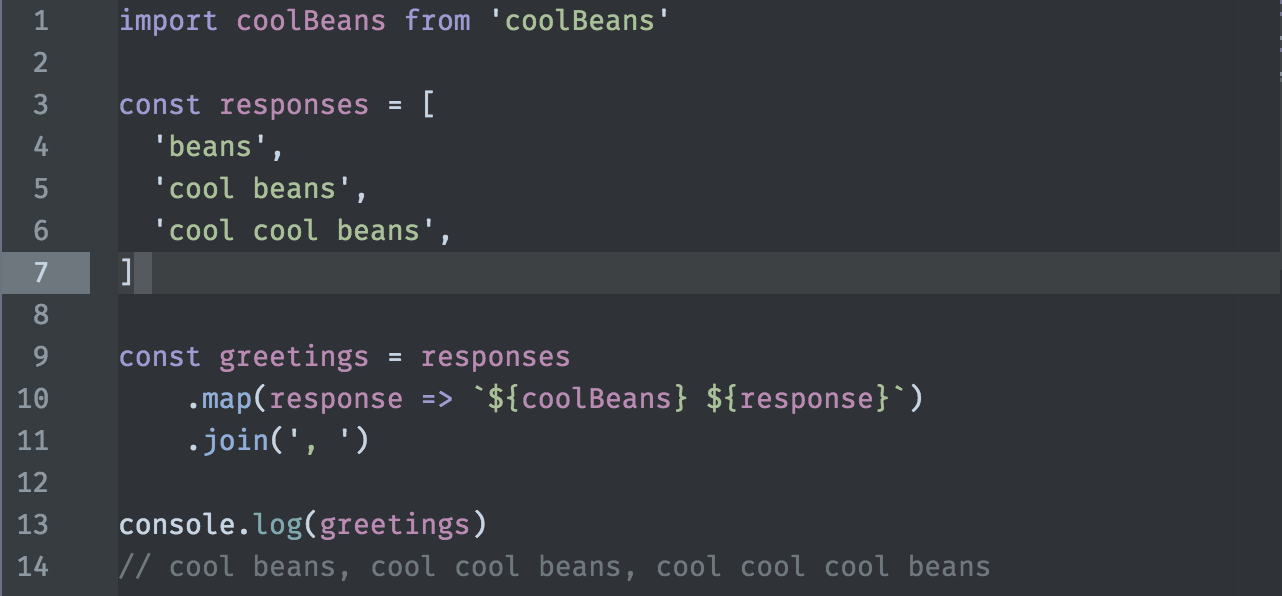 1 import coolBeans from 'coolBeans'
2
3 const responses = [
4   'beans',
5   'cool beans',
6   'cool cool beans',
7 ]
8
9 const greetings = responses
10     .map(response => `${coolBeans} ${response}`)
11     .join(', ')
12
13 console.log(greetings)
14 // cool beans, cool cool beans, cool cool cool beans